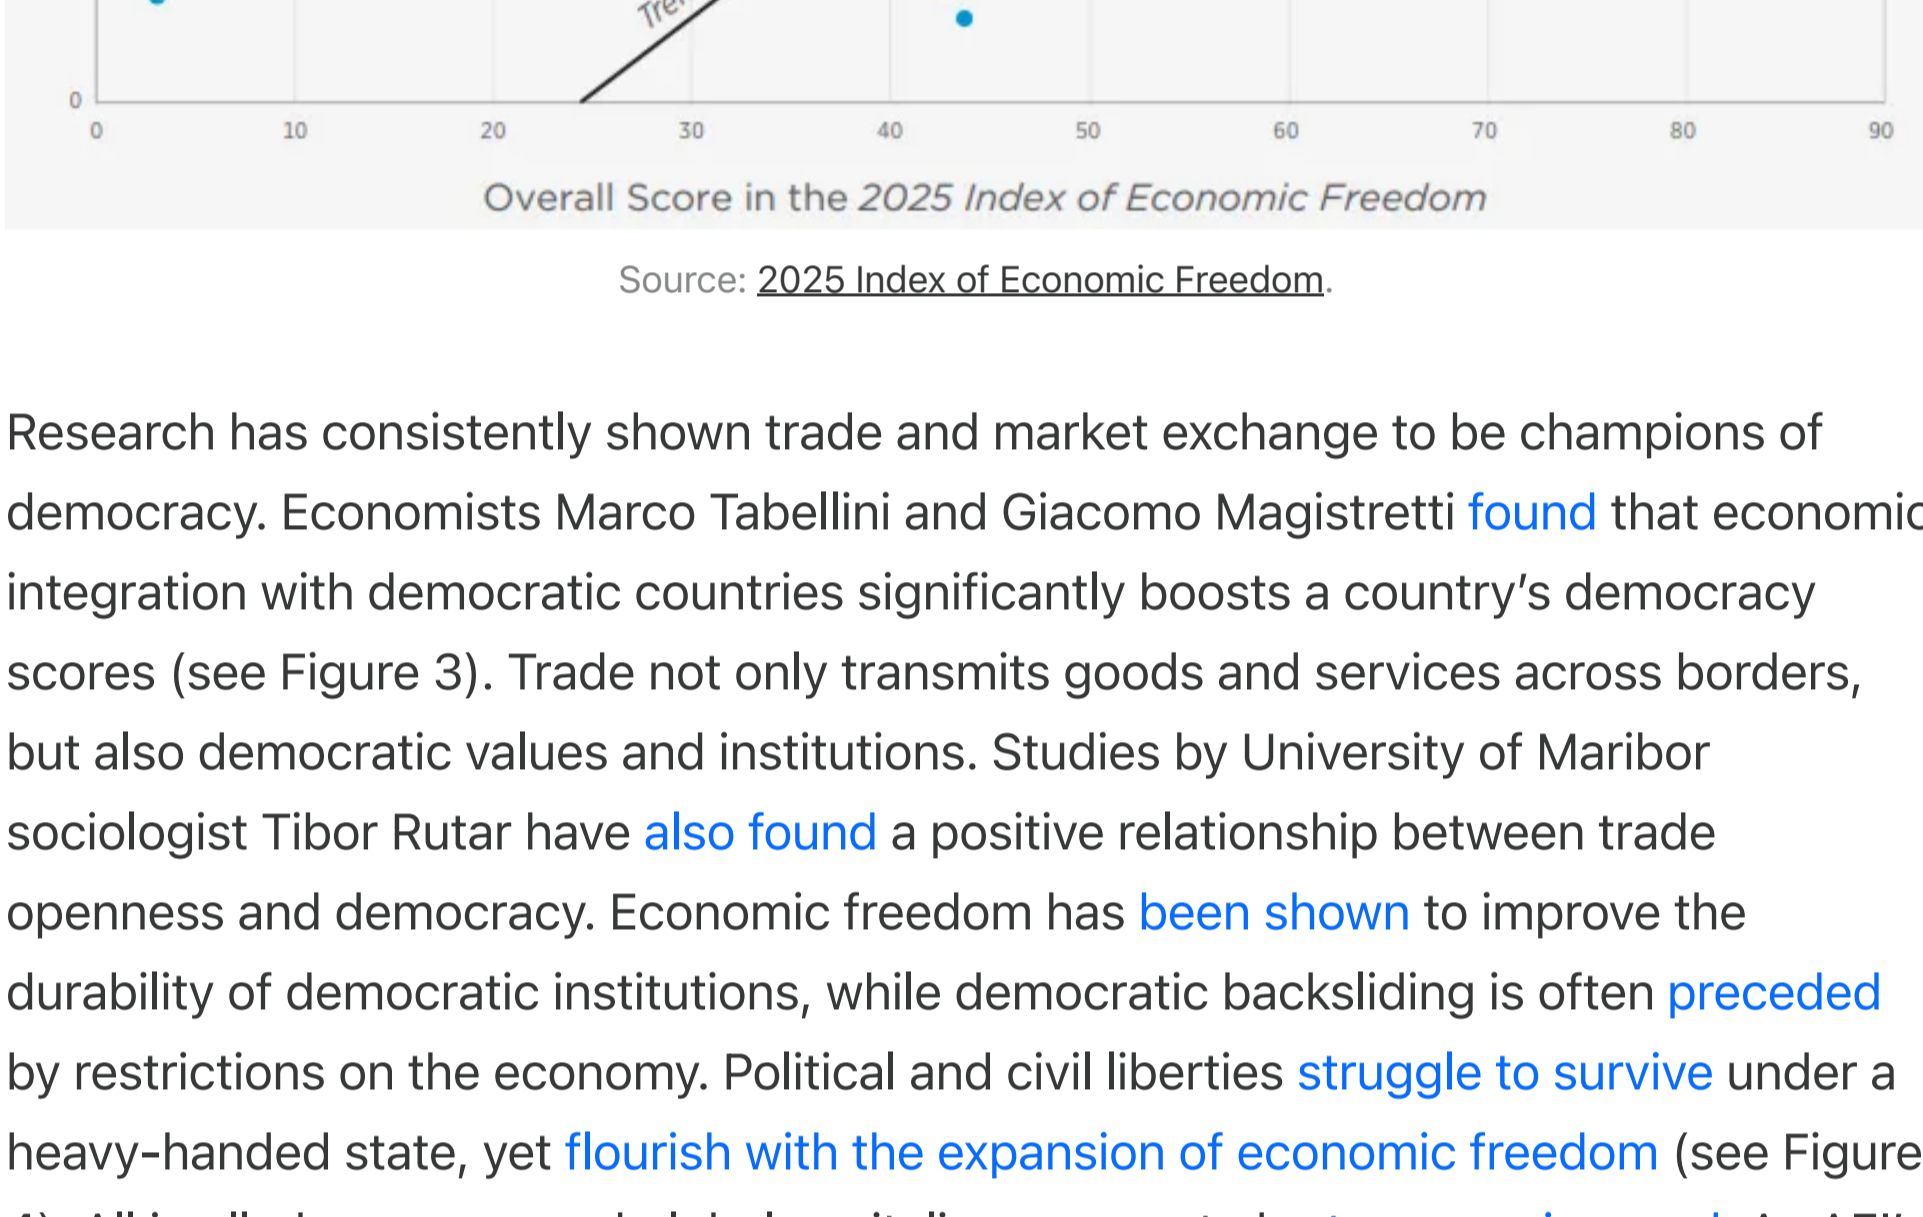 Tre
0
0 10 20 30 40 50 60 70 80 90
Overall Score in the 2025 Index of Economic Freedom
Source: 2025 Index of Economic Freedom.
Research has consistently shown trade and market exchange to be champions of
democracy. Economists Marco Tabellini and Giacomo Magistretti found that economic
integration with democratic countries significantly boosts a country’s democracy
scores (see Figure 3). Trade not only transmits goods and services across borders,
but also democratic values and institutions. Studies by University of Maribor
sociologist Tibor Rutar have also found a positive relationship between trade
openness and democracy. Economic freedom has been shown to improve the
durability of democratic institutions, while democratic backsliding is often preceded
by restrictions on the economy. Political and civil liberties struggle to survive under a
heavy-handed state, yet flourish with the expansion of economic freedom (see Figure